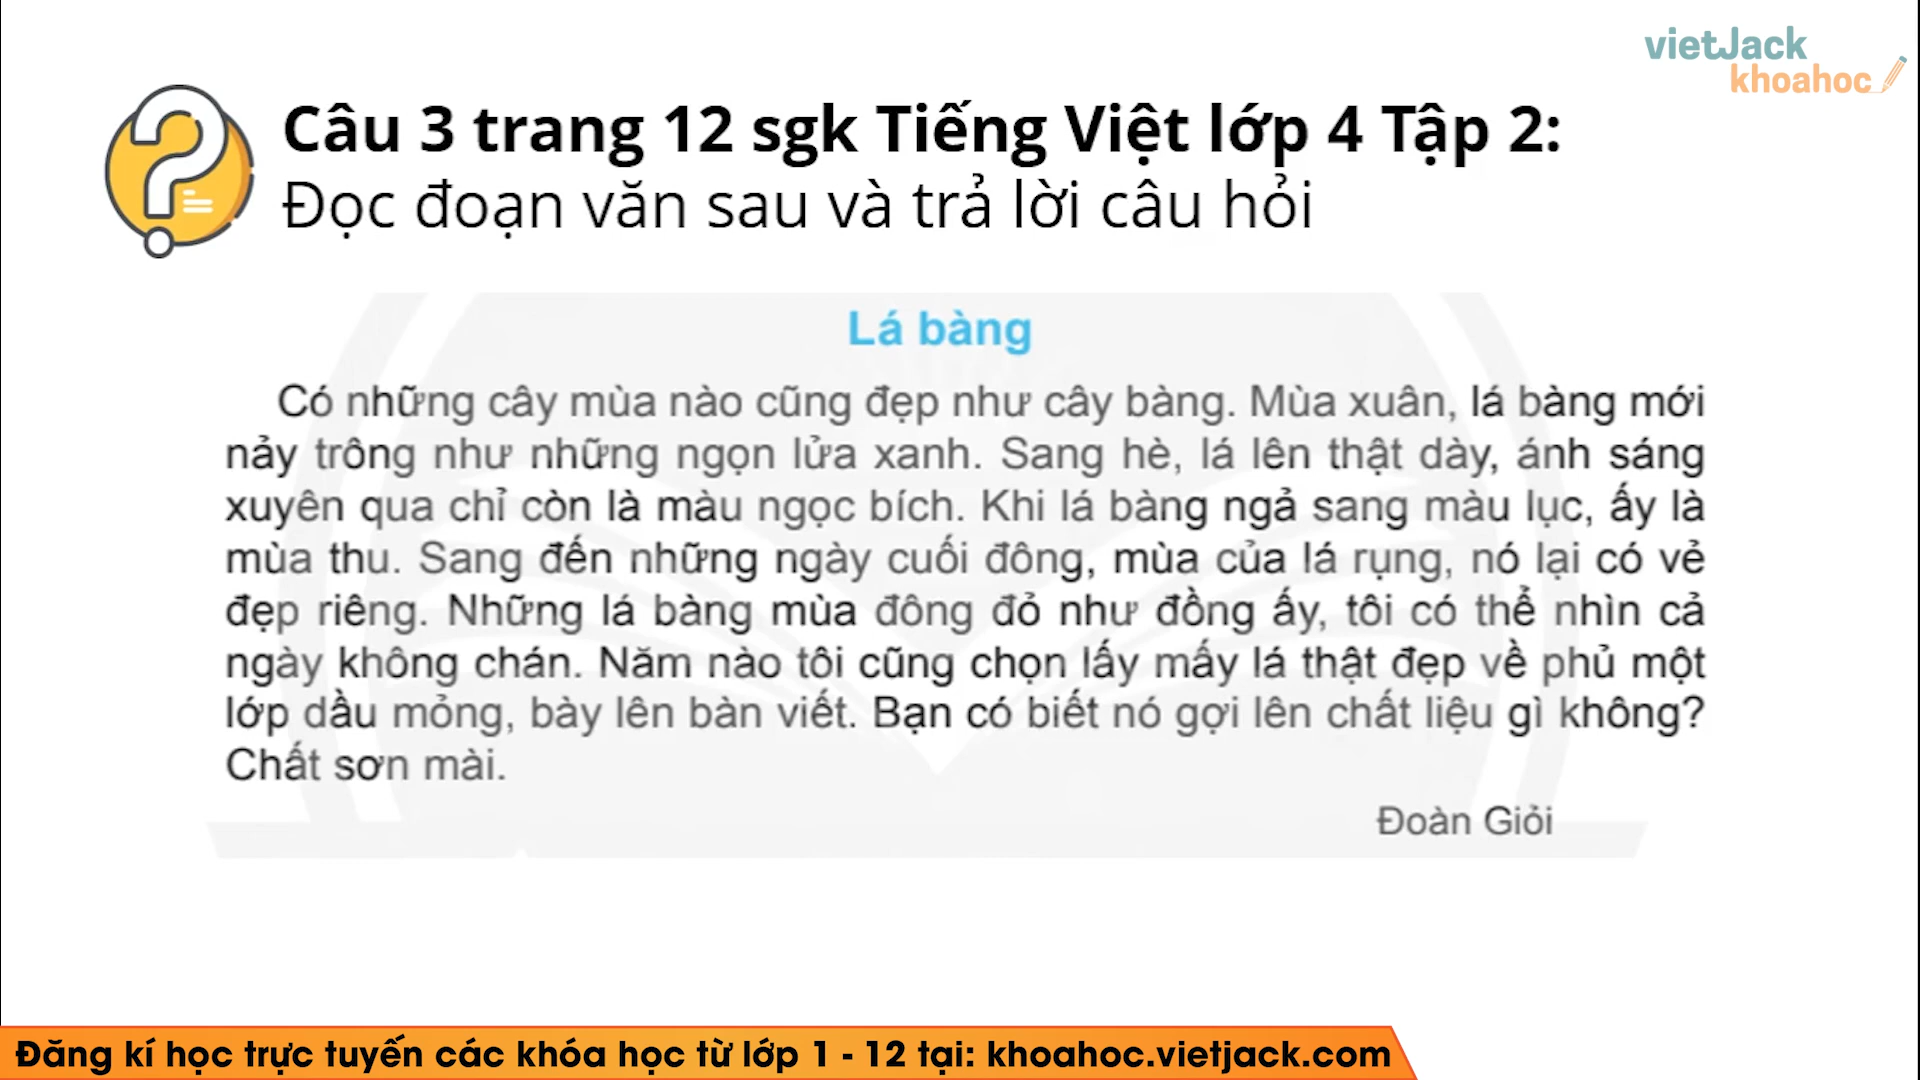 vietJack
khoahoc
Câu 3 trang 12 sgk Tiếng Việt lớp 4 Tập 2:
Đọc đoạn văn sau và trả lời câu hỏi
Lá bàng
Có những cây mùa nào cũng đẹp như cây bàng. Mùa xuân, lá bàng mới
nảy trông như những ngọn lửa xanh. Sang hè, lá lên thật dày, ánh sáng
xuyên qua chỉ còn là màu ngọc bích. Khi lá bàng ngả sang màu lục, ấy là
mùa thu. Sang đến những ngày cuối đông, mùa của lá rụng, nó lại có vẻ
đẹp riêng. Những lá bàng mùa đông đỏ như đồng ấy, tôi có thể nhìn cả
ngày không chán. Năm nào tôi cũng chọn lấy mấy lá thật đẹp về phủ một
lớp dầu mỏng, bày lên bàn viết. Bạn có biết nó gợi lên chất liệu gì không?
Chất sơn mài.
Đoàn Giỏi
Đăng kí học trực tuyến các khóa học từ lớp 1 - 12 tại: khoahoc.vietjack.com